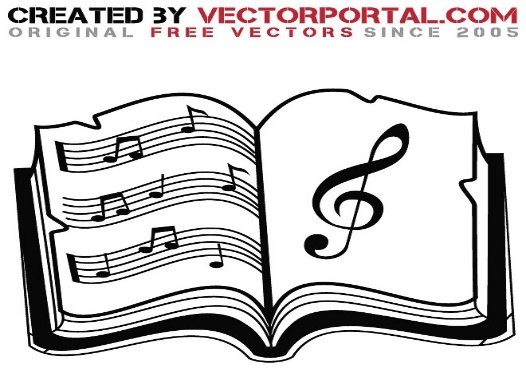 CREATED BY VECTORPORTAL.COM
ORIGINAL FREE VECTORS SINCE 2005